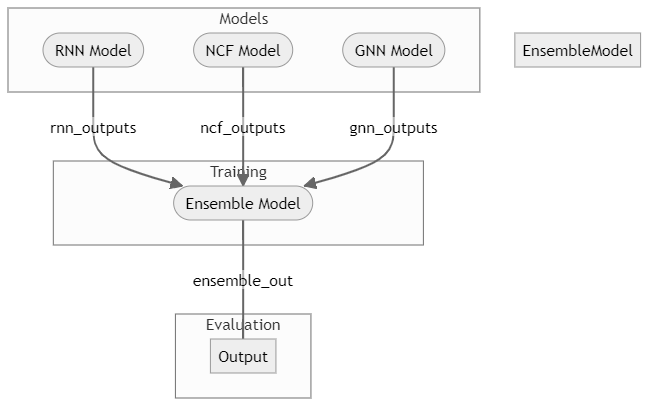 Models
RNN Model
NCF Model
GNN Model
EnsembleModel
rnn_outputs
ncf_outputs
gnn_outputs
Training
Ensemble Model
ensemble_out
Evaluation
Output